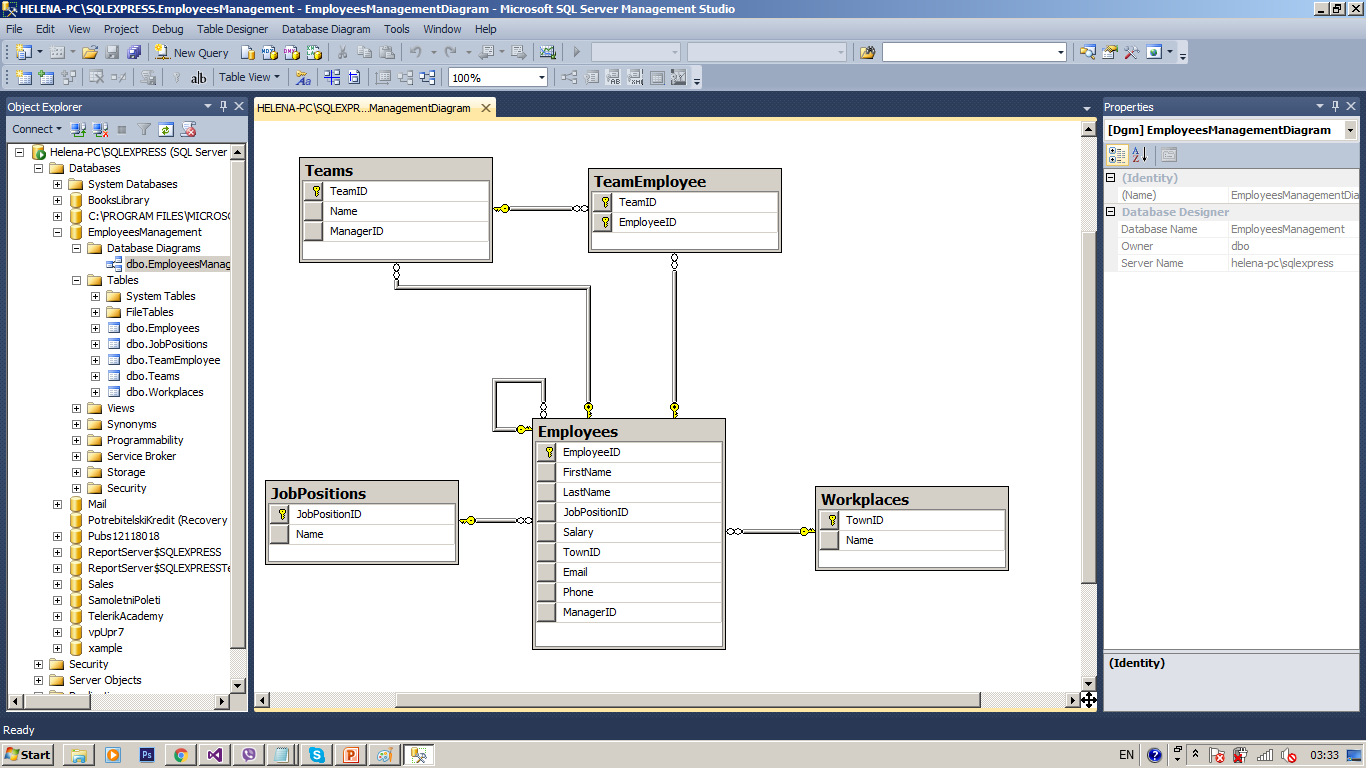 HELENA-PC\SQLEXPRESS.EmployeesManagement - EmployeesManagementDiagram - Microsoft SQL Server Management Studio
File Edit View Project Debug Table Designer Database Diagram Tools Window Help
New Query
ab Table View 100%
Object Explorer
Connect
Helena-PC\SQLEXPRESS (SQL Server
Databases
System Databases
BooksLibrary
C:\PROGRAM FILES\MICROSO
EmployeesManagement
Database Diagrams
dbo.EmployeesManag
Tables
System Tables
FileTables
dbo.Employees
dbo.JobPositions
dbo.TeamEmployee
dbo.Teams
dbo.Workplaces
Views
Synonyms
Programmability
Service Broker
Storage
Security
Mail
PotrebitelskiKredit (Recovery
Pubs12118018
ReportServer$SQLEXPRESS
ReportServer$SQLEXPRESSTe
Sales
SamoletniPoleti
TelerikAcademy
vpUpr7
xample
Security
Server Objects
HELENA-PC\SQLEXPR...ManagementDiagram
Teams
TeamID
Name
ManagerID
TeamEmployee
TeamID
EmployeeID
Employees
EmployeeID
FirstName
LastName
JobPositionID
Salary
TownID
Email
Phone
ManagerID
JobPositions
JobPositionID
Name
Workplaces
TownID
Name
Properties
[Dgm] EmployeesManagementDiagram
(Identity)
(Name) EmployeesManagementDia
Database Designer
Database Name EmployeesManagement
Owner dbo
Server Name helena-pc\sqlexpress
(Identity)
Ready
Start
Ps
EN
03:33